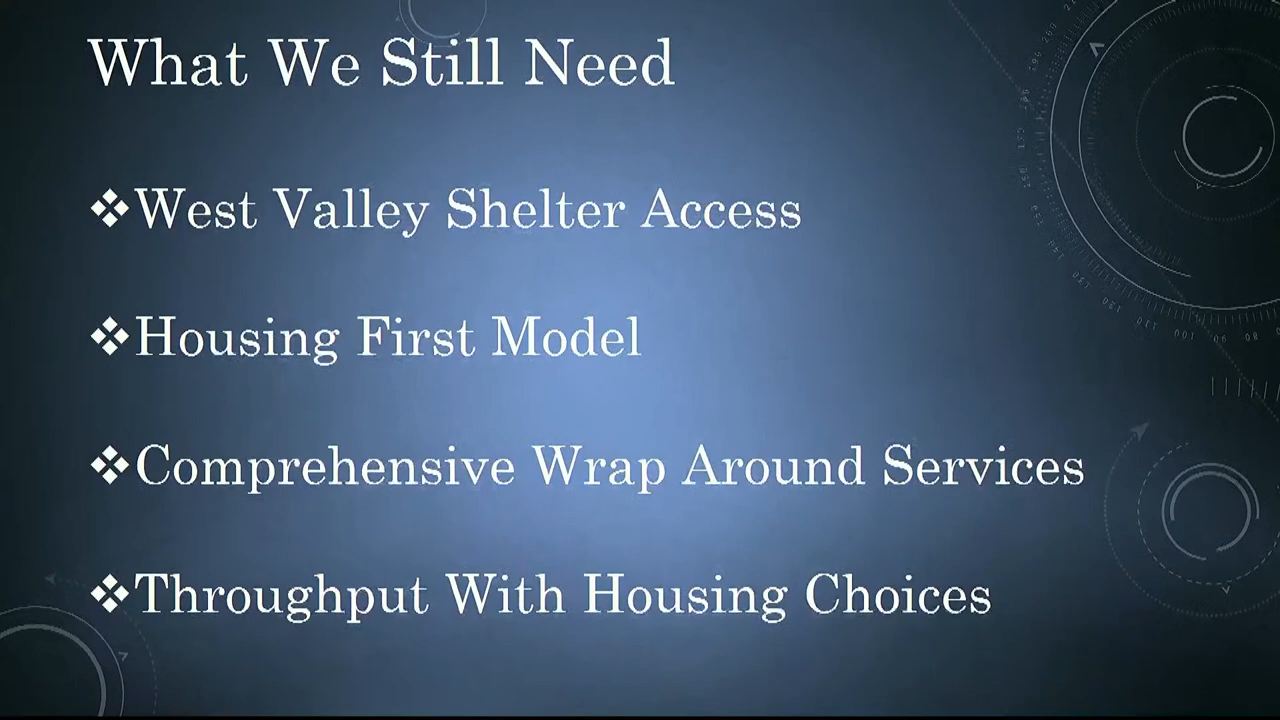 What We Still Need
❖West Valley Shelter Access
❖Housing First Model
❖Comprehensive Wrap Around Services
❖Throughput With Housing Choices